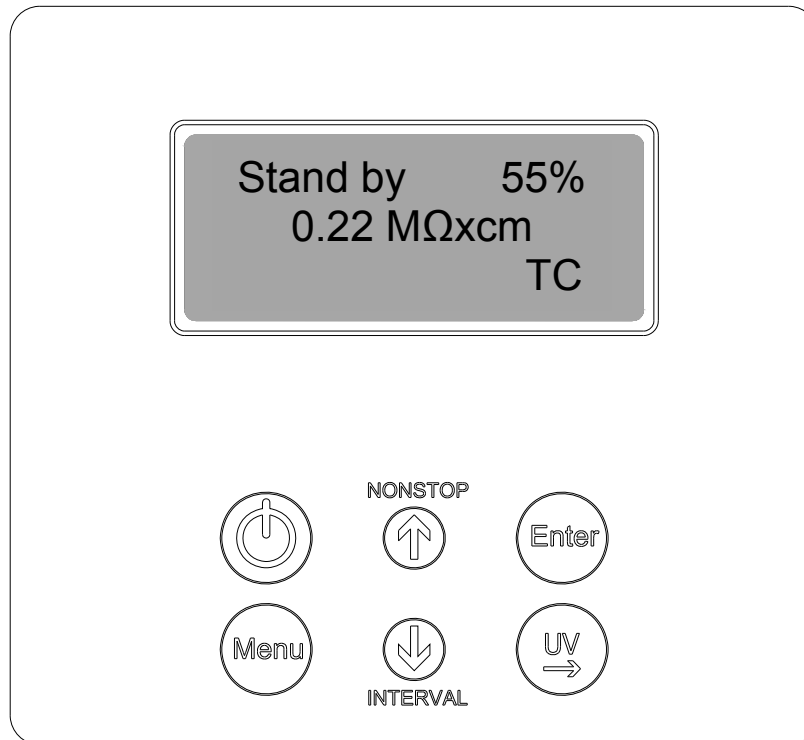 Stand by 55%
0.22 MΩxcm
TC
NONSTOP
Enter
Menu
UV
INTERVAL